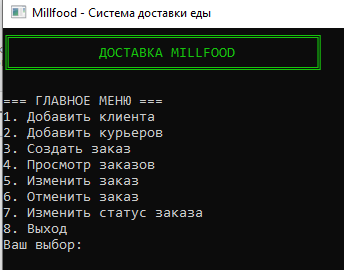 Millfood - Система доставки еды
ДОСТАВКА MILLFOOD
=== ГЛАВНОЕ МЕНЮ ===
1. Добавить клиента
2. Добавить курьеров
3. Создать заказ
4. Просмотр заказов
5. Изменить заказ
6. Отменить заказ
7. Изменить статус заказа
8. Выход
Ваш выбор: